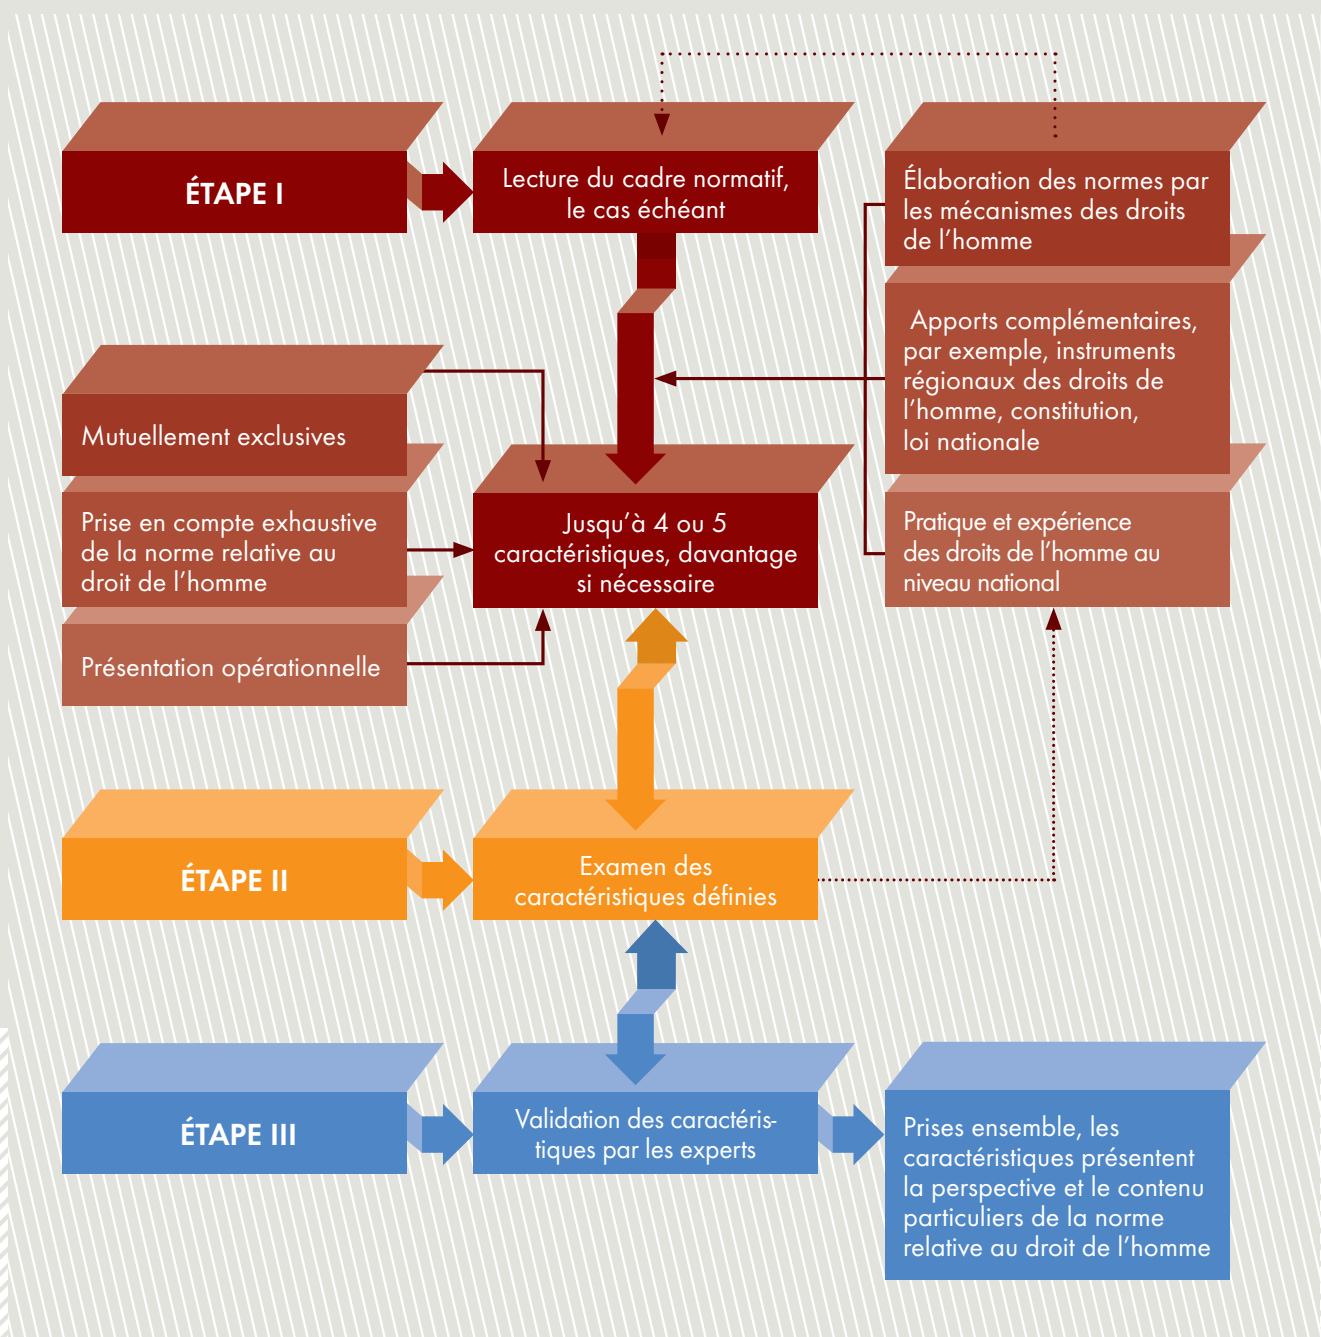 ÉTAPE I
Lecture du cadre normatif,
le cas échéant
Élaboration des normes par
les mécanismes des droits
de l’homme
Apports complémentaires,
par exemple, instruments
régionaux des droits de
l’homme, constitution,
loi nationale
Pratique et expérience
des droits de l’homme au
niveau national
Mutuellement exclusives
Prise en compte exhaustive
de la norme relative au
droit de l’homme
Présentation opérationnelle
Jusqu’à 4 ou 5
caractéristiques, davantage
si nécessaire
ÉTAPE II
Examen des
caractéristiques définies
ÉTAPE III
Validation des caractéris-
tiques par les experts
Prises ensemble, les
caractéristiques présentent
la perspective et le contenu
particuliers de la norme
relative au droit de l’homme